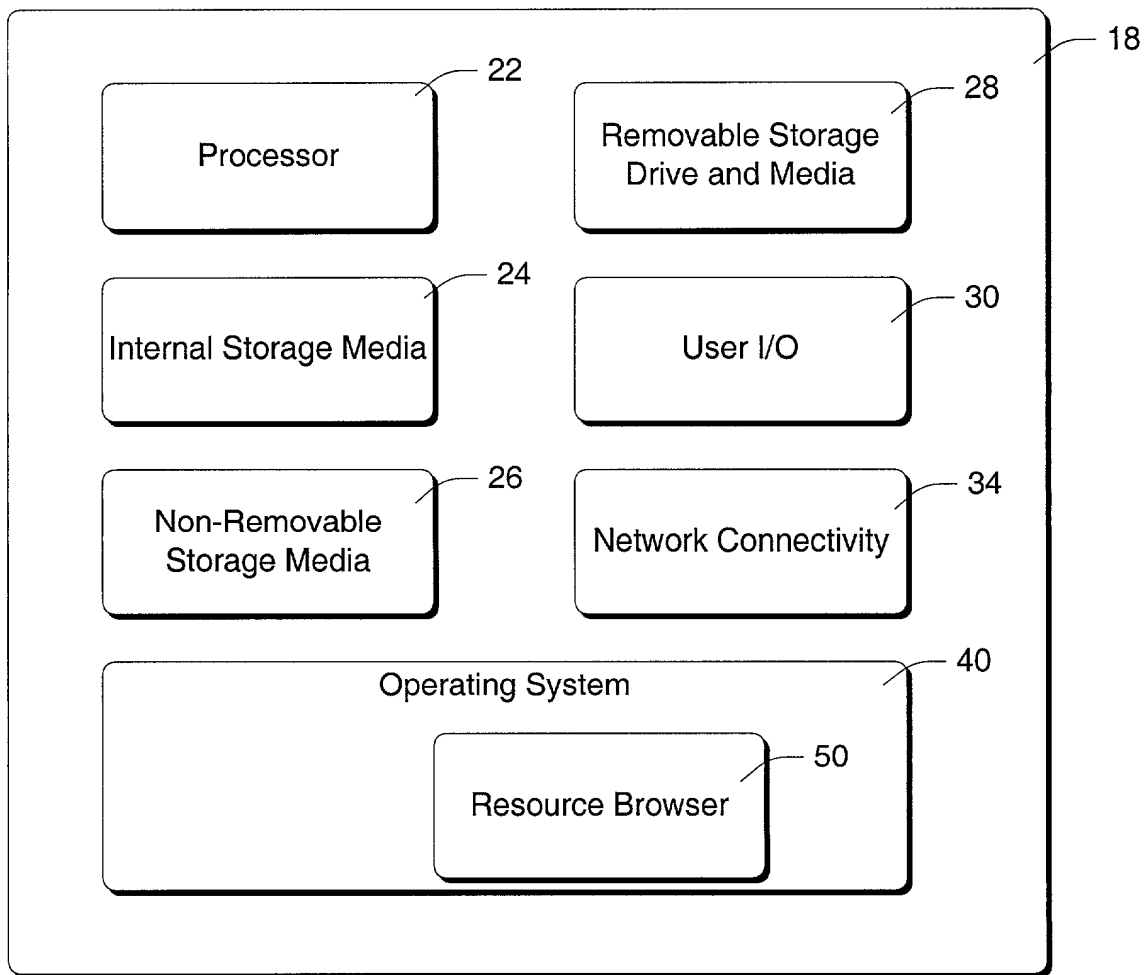 18
22
Processor
28
Removable Storage
Drive and Media
24
Internal Storage Media
30
User I/O
26
Non-Removable
Storage Media
34
Network Connectivity
40
Operating System
50
Resource Browser